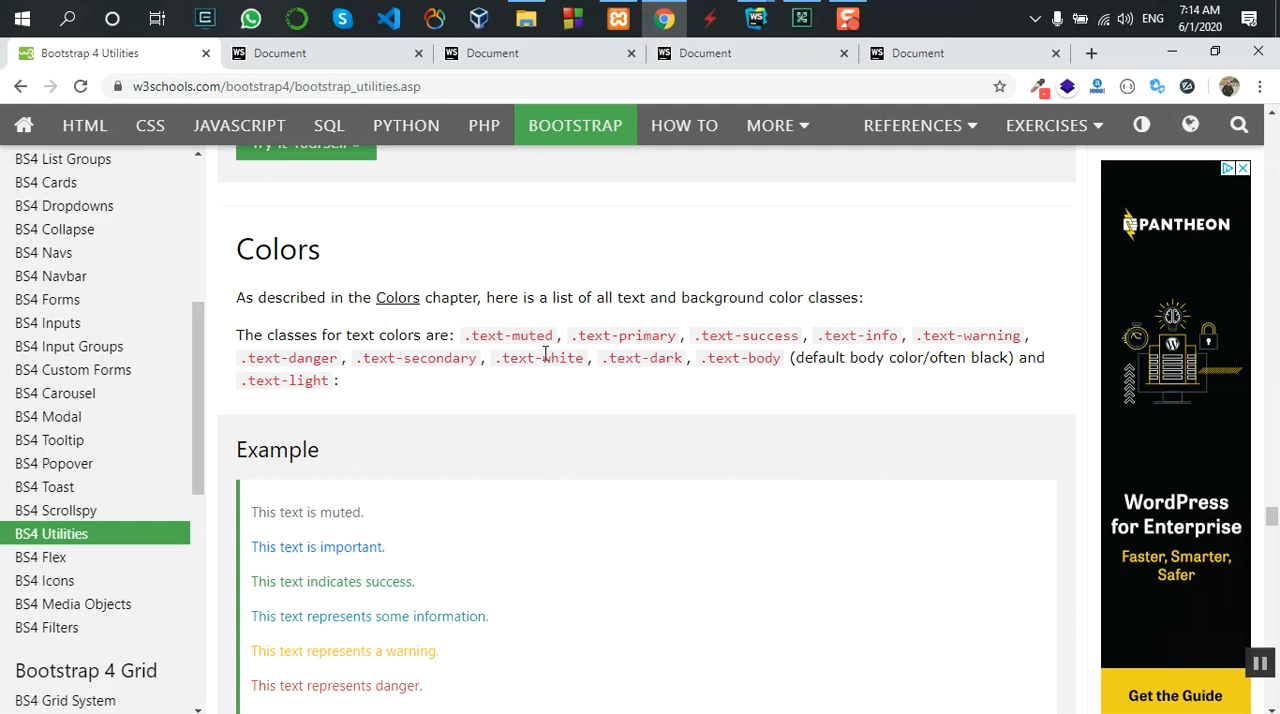 ENG
7:14 AM
6/1/2020
Bootstrap 4 Utilities
Document
Document
Document
Document
w3schools.com/bootstrap4/bootstrap_utilities.asp
HTML CSS JAVASCRIPT SQL PYTHON PHP BOOTSTRAP HOW TO MORE REFERENCES EXERCISES
BS4 List Groups
BS4 Cards
BS4 Dropdowns
BS4 Collapse
BS4 Navs
BS4 Navbar
BS4 Forms
BS4 Inputs
BS4 Input Groups
BS4 Custom Forms
BS4 Carousel
BS4 Modal
BS4 Tooltip
BS4 Popover
BS4 Toast
BS4 Scrollspy
BS4 Utilities
BS4 Flex
BS4 Icons
BS4 Media Objects
BS4 Filters
Bootstrap 4 Grid
BS4 Grid System
Try it Yourself »
Colors
As described in the Colors chapter, here is a list of all text and background color classes:
The classes for text colors are: .text-muted, .text-primary, .text-success, .text-info, .text-warning,
.text-danger, .text-secondary, .text-white, .text-dark, .text-body (default body color/often black) and
.text-light:
Example
This text is muted.
This text is important.
This text indicates success.
This text represents some information.
This text represents a warning.
This text represents danger.
PANTHEON
WordPress
for Enterprise
Faster, Smarter,
Safer
Get the Guide